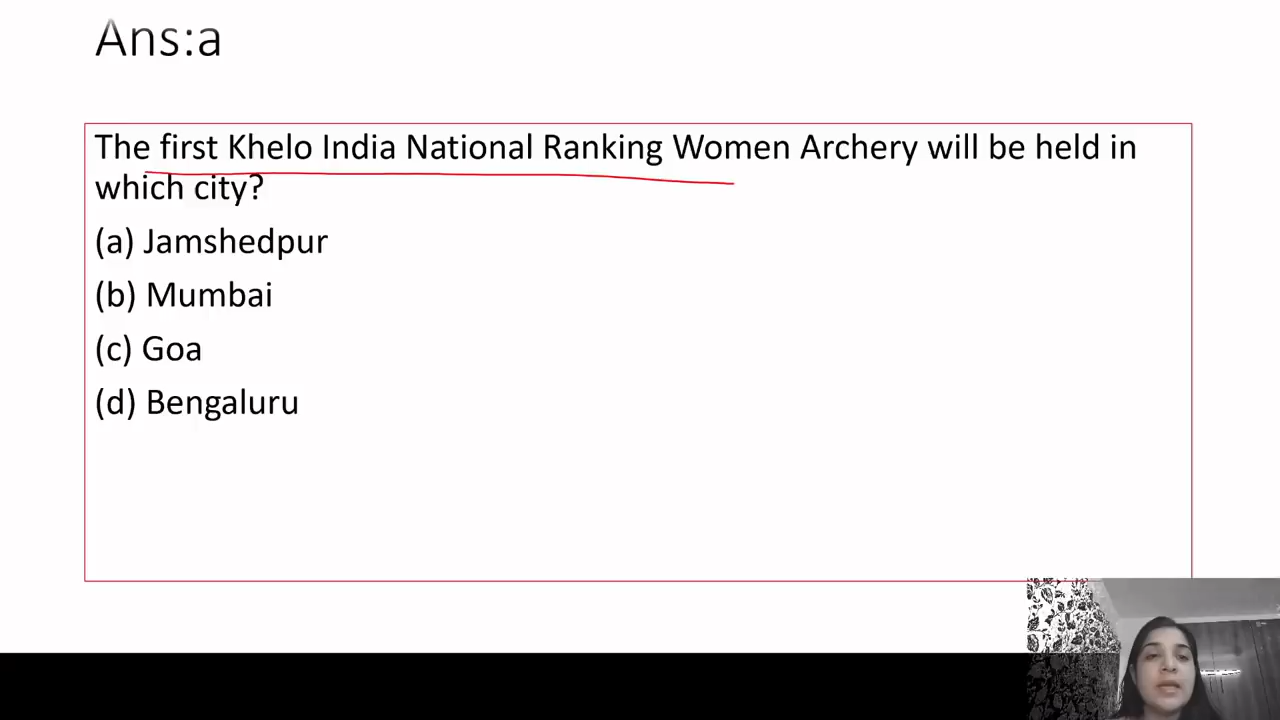 Ans:a
The first Khelo India National Ranking Women Archery will be held in
which city?
(a) Jamshedpur
(b) Mumbai
(c) Goa
(d) Bengaluru